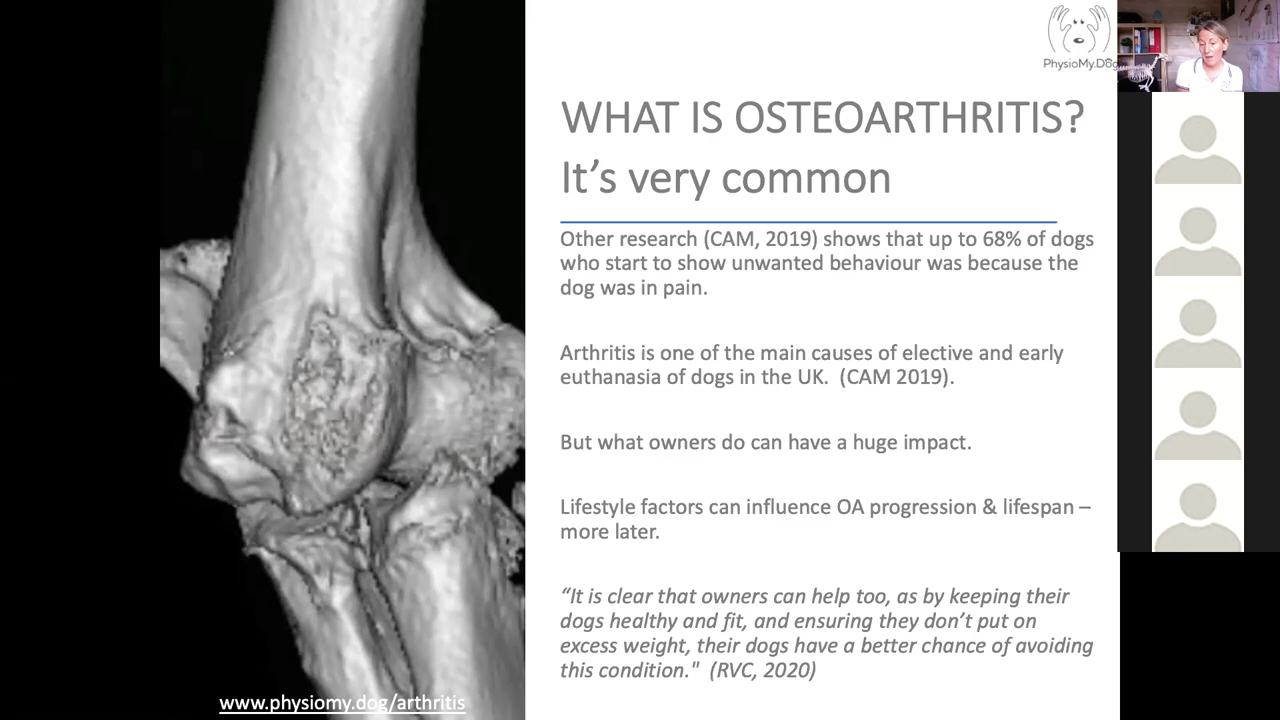 PhysioMy.Dog
WHAT IS OSTEOARTHRITIS?
It’s very common
Other research (CAM, 2019) shows that up to 68% of dogs
who start to show unwanted behaviour was because the
dog was in pain.
Arthritis is one of the main causes of elective and early
euthanasia of dogs in the UK.  (CAM 2019).
But what owners do can have a huge impact.
Lifestyle factors can influence OA progression & lifespan –
more later.
“It is clear that owners can help too, as by keeping their
dogs healthy and fit, and ensuring they don’t put on
excess weight, their dogs have a better chance of avoiding
this condition."  (RVC, 2020)
www.physiomy.dog/arthritis